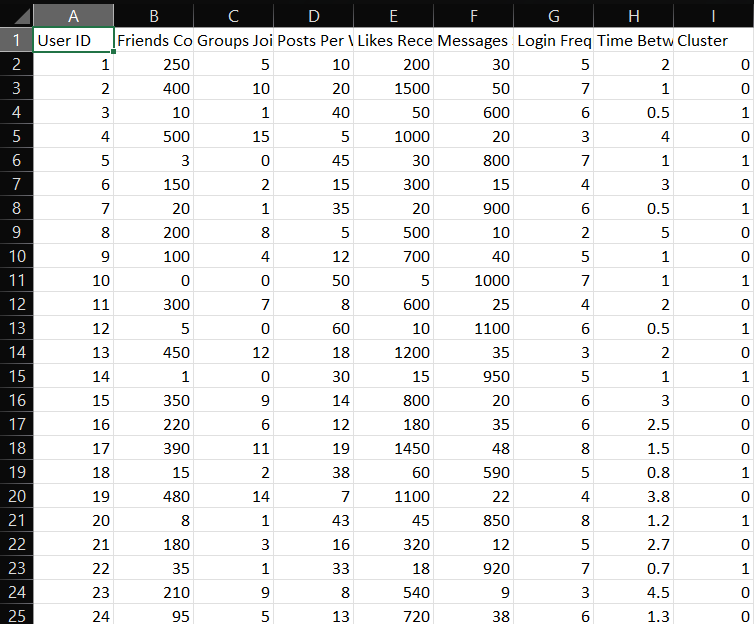 A B C D E F G H I
1 User ID Friends Co Groups Joi Posts Per Likes Rece Messages Login Freq Time Betw Cluster
2 1 250 5 10 200 30 5 2 0
3 2 400 10 20 1500 50 7 1 0
4 3 10 1 40 50 600 6 0.5 1
5 4 500 15 5 1000 20 3 4 0
6 5 3 0 45 30 800 7 1 1
7 6 150 2 15 300 15 4 3 0
8 7 20 1 35 20 900 6 0.5 1
9 8 200 8 5 500 10 2 5 0
10 9 100 4 12 700 40 5 1 0
11 10 0 0 50 5 1000 7 1 1
12 11 300 7 8 600 25 4 2 0
13 12 5 0 60 10 1100 6 0.5 1
14 13 450 12 18 1200 35 3 2 0
15 14 1 0 30 15 950 5 1 1
16 15 350 9 14 800 20 6 3 0
17 16 220 6 12 180 35 6 2.5 0
18 17 390 11 19 1450 48 8 1.5 0
19 18 15 2 38 60 590 5 0.8 1
20 19 480 14 7 1100 22 4 3.8 0
21 20 8 1 43 45 850 8 1.2 1
22 21 180 3 16 320 12 5 2.7 0
23 22 35 1 33 18 920 7 0.7 1
24 23 210 9 8 540 9 3 4.5 0
25 24 95 5 13 720 38 6 1.3 0